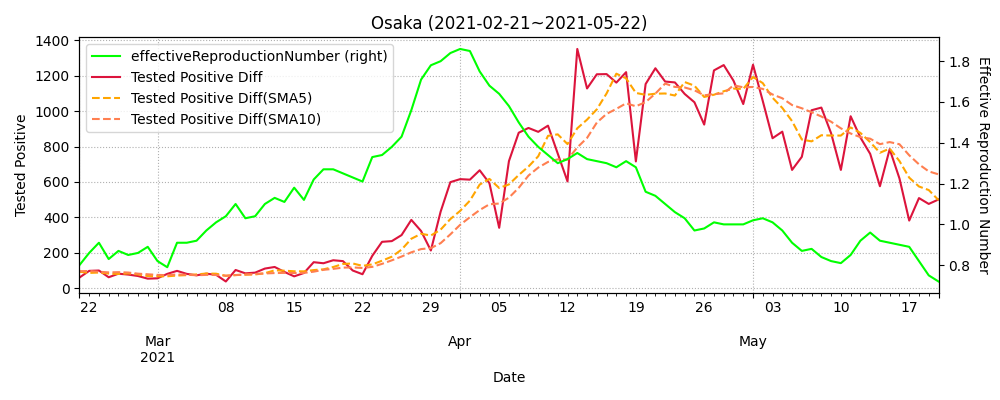 Osaka (2021-02-21~2021-05-22)
effectiveReproductionNumber (right)
Tested Positive Diff
Tested Positive Diff(SMA5)
Tested Positive Diff(SMA10)
Tested Positive
1400
1200
1000
800
600
400
200
0
1.8
1.6
1.4
1.2
1.0
0.8
Effective Reproduction Number
22 08 15 22 29 05 12 19 26 03 10 17
Mar Apr May
2021
Date